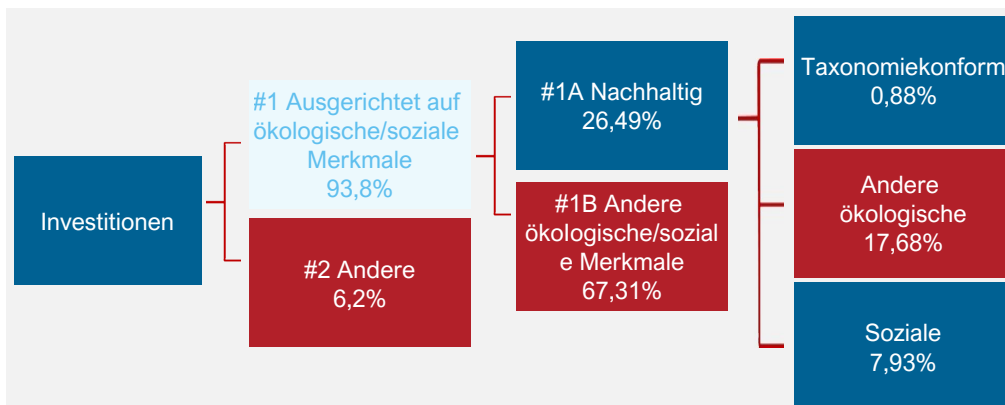 Investitionen
#1 Ausgerichtet auf
ökologische/soziale
Merkmale
93,8%
#2 Andere
6,2%
#1A Nachhaltig
26,49%
#1B Andere
ökologische/sozial
e Merkmale
67,31%
Taxonomiekonform
0,88%
Andere
ökologische
17,68%
Soziale
7,93%